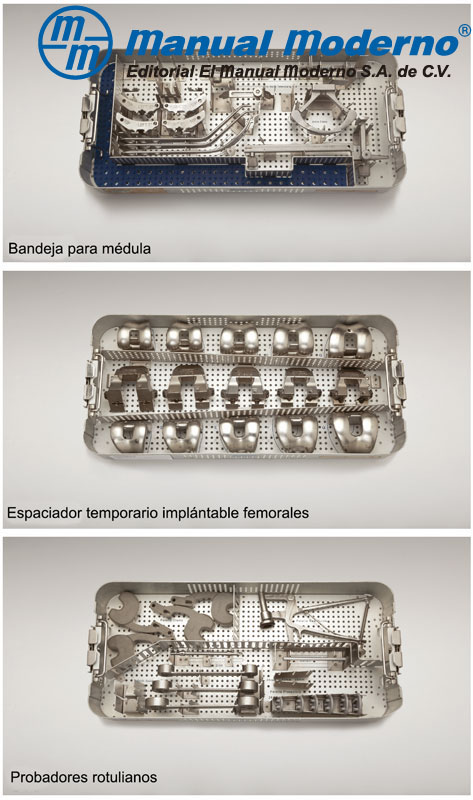 mm Manual Moderno®
Editorial El Manual Moderno S.A. de C.V.
Bandeja para médula
Espaciador temporario implántable femorales
Probadores rotulianos